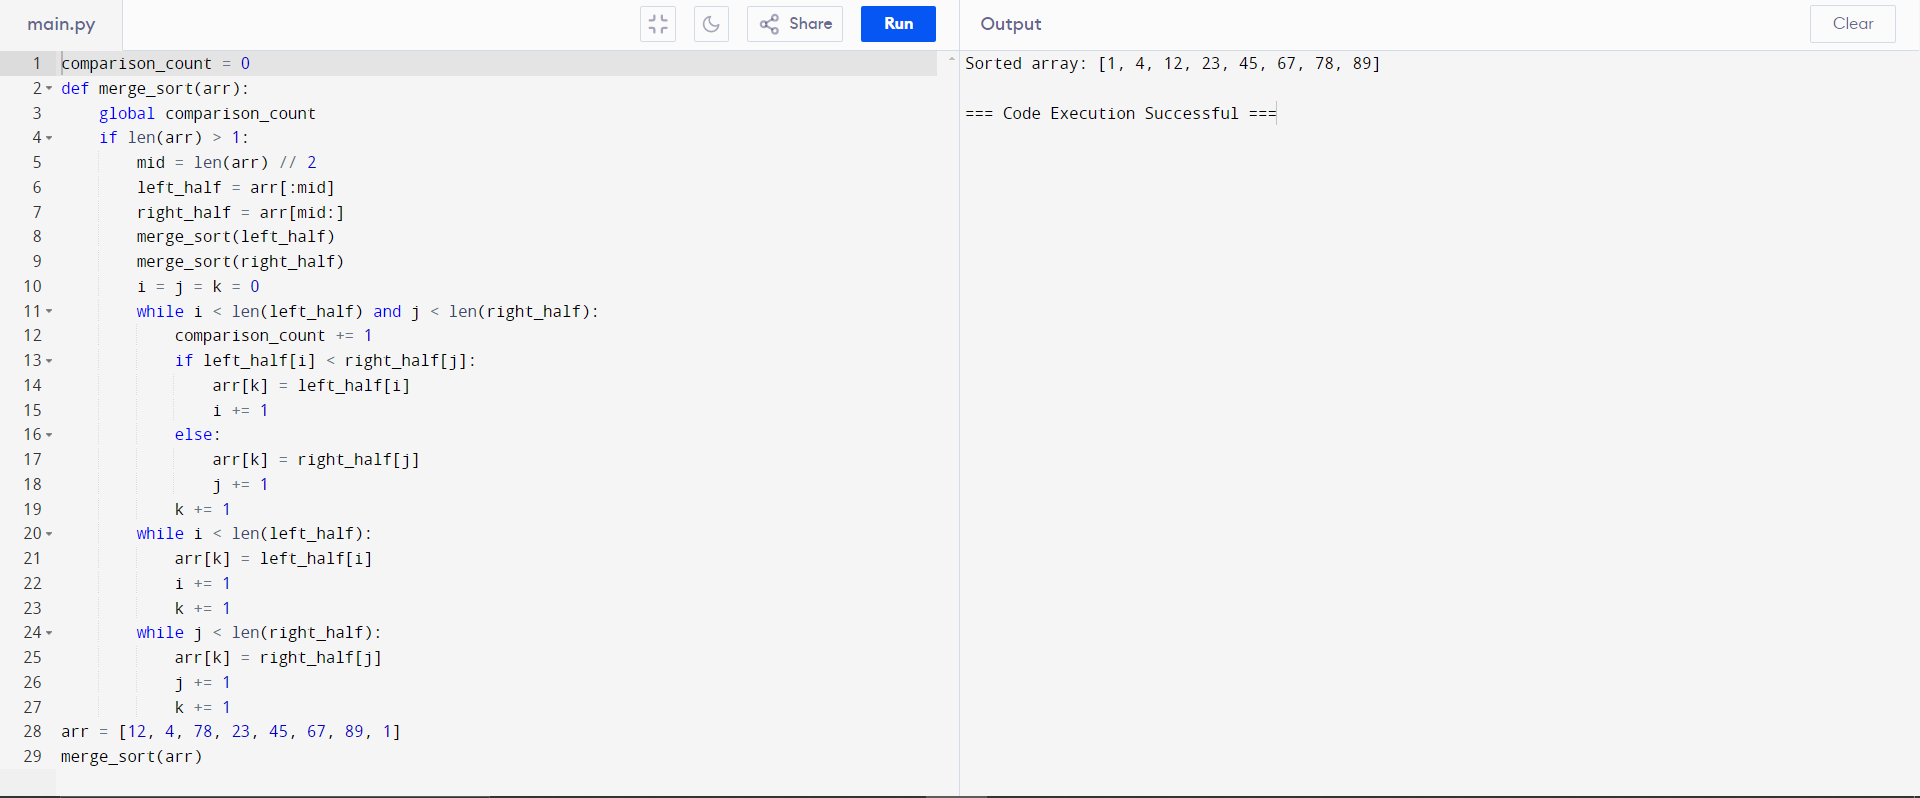 main.py
Share
Run
Output
Clear
1 comparison_count = 0
2 def merge_sort(arr):
3     global comparison_count
4     if len(arr) > 1:
5         mid = len(arr) // 2
6         left_half = arr[:mid]
7         right_half = arr[mid:]
8         merge_sort(left_half)
9         merge_sort(right_half)
10         i = j = k = 0
11         while i < len(left_half) and j < len(right_half):
12             comparison_count += 1
13             if left_half[i] < right_half[j]:
14                 arr[k] = left_half[i]
15                 i += 1
16             else:
17                 arr[k] = right_half[j]
18                 j += 1
19             k += 1
20         while i < len(left_half):
21             arr[k] = left_half[i]
22             i += 1
23             k += 1
24         while j < len(right_half):
25             arr[k] = right_half[j]
26             j += 1
27             k += 1
28 arr = [12, 4, 78, 23, 45, 67, 89, 1]
29 merge_sort(arr)
Sorted array: [1, 4, 12, 23, 45, 67, 78, 89]
=== Code Execution Successful ===